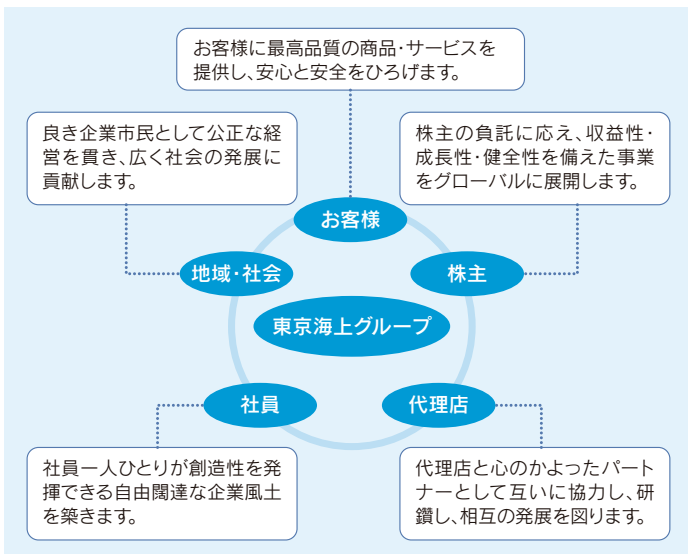 お客様に最高品質の商品・サービスを
提供し、安心と安全をひろげます。
良き企業市民として公正な経
営を貫き、広く社会の発展に
貢献します。
株主の負託に応え、収益性・
成長性・健全性を備えた事業
をグローバルに展開します。
お客様
地域・社会
株主
東京海上グループ
社員
代理店
社員一人ひとりが創造性を発
揮できる自由闊達な企業風土
を築きます。
代理店と心のかよったパート
ナーとして互いに協力し、研
鑽し、相互の発展を図ります。